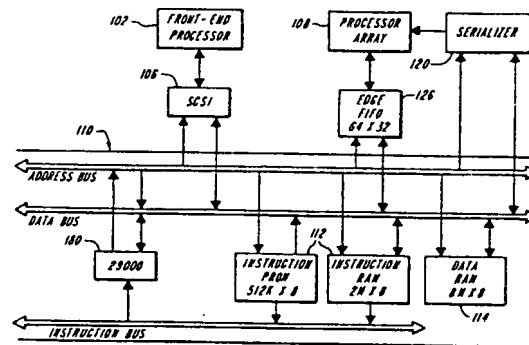 102
FRONT-END
PROCESSOR
108
PROCESSOR
ARRAY
SERIALIZER
120
106
SCSI
EDGE
FIFO
64 X 32
126
110
ADDRESS BUS
DATA BUS
180
29000
INSTRUCTION
PROM
512K X 8
112
INSTRUCTION
RAM
2M X 8
DATA
RAM
8M X 8
114
INSTRUCTION BUS